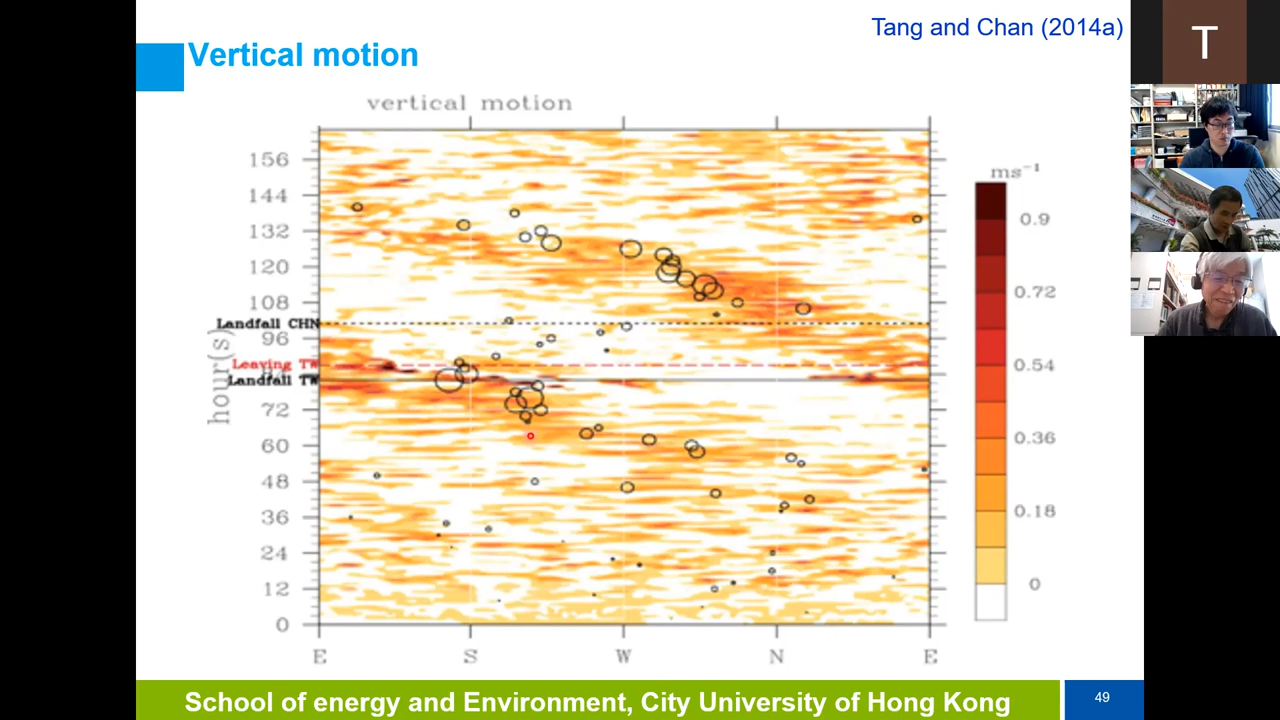 Tang and Chan (2014a)
T
Vertical motion
vertical motion
ms⁻¹
156
144
132
120
108
Landfall CHN
96
Leaving TW
Landfall TW
72
60
48
36
24
12
0
hour(s)
E S W N E
0.9
0.72
0.54
0.36
0.18
0
School of energy and Environment, City University of Hong Kong
49